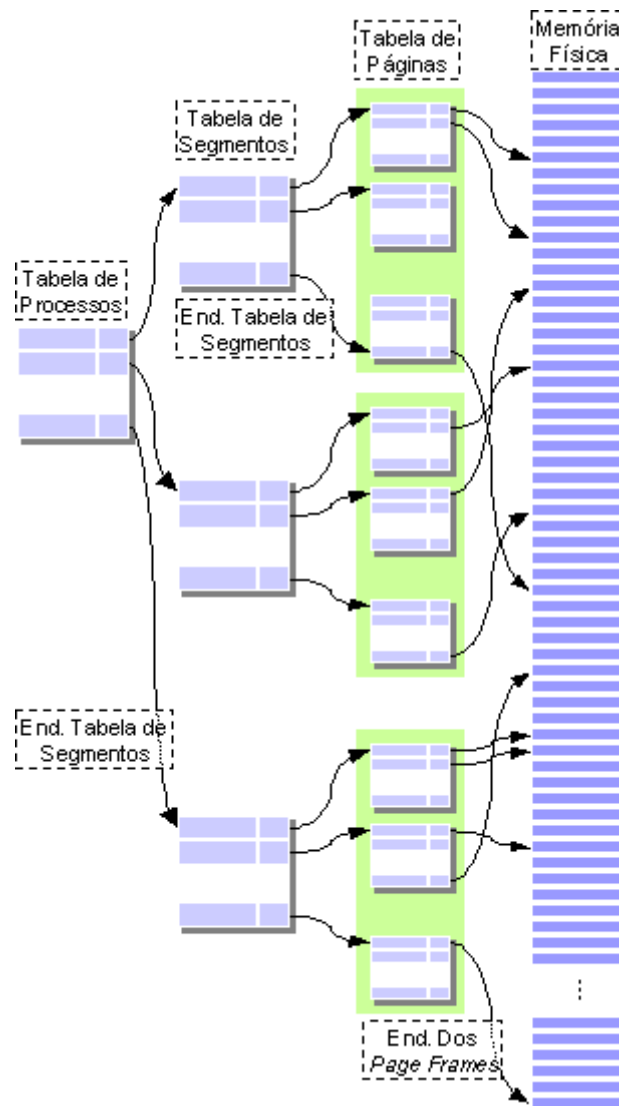 Memória
Física
Tabela de
Páginas
Tabela de
Segmentos
Tabela de
Processos
End. Tabela de
Segmentos
End. Tabela de
Segmentos
End. Dos
Page Frames